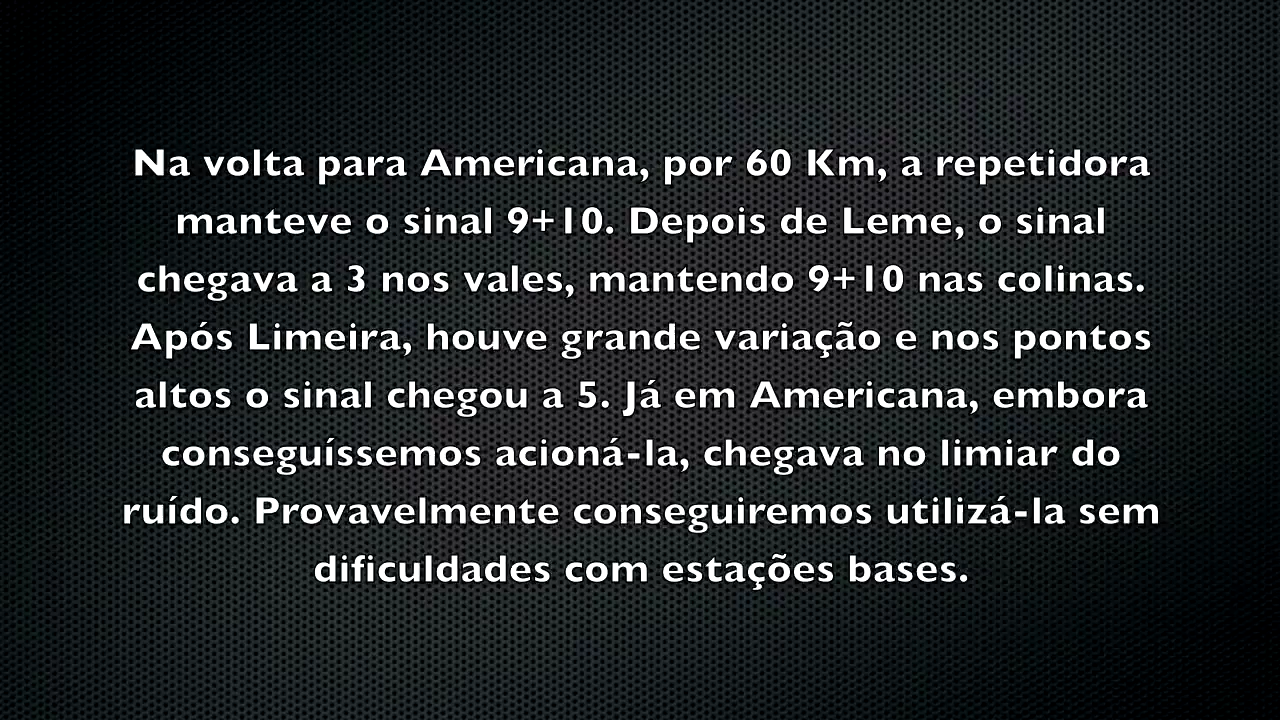 Na volta para Americana, por 60 Km, a repetidora
manteve o sinal 9+10. Depois de Leme, o sinal
chegava a 3 nos vales, mantendo 9+10 nas colinas.
Após Limeira, houve grande variação e nos pontos
altos o sinal chegou a 5. Já em Americana, embora
conseguíssemos acioná-la, chegava no limiar do
ruído. Provavelmente conseguiremos utilizá-la sem
dificuldades com estações bases.